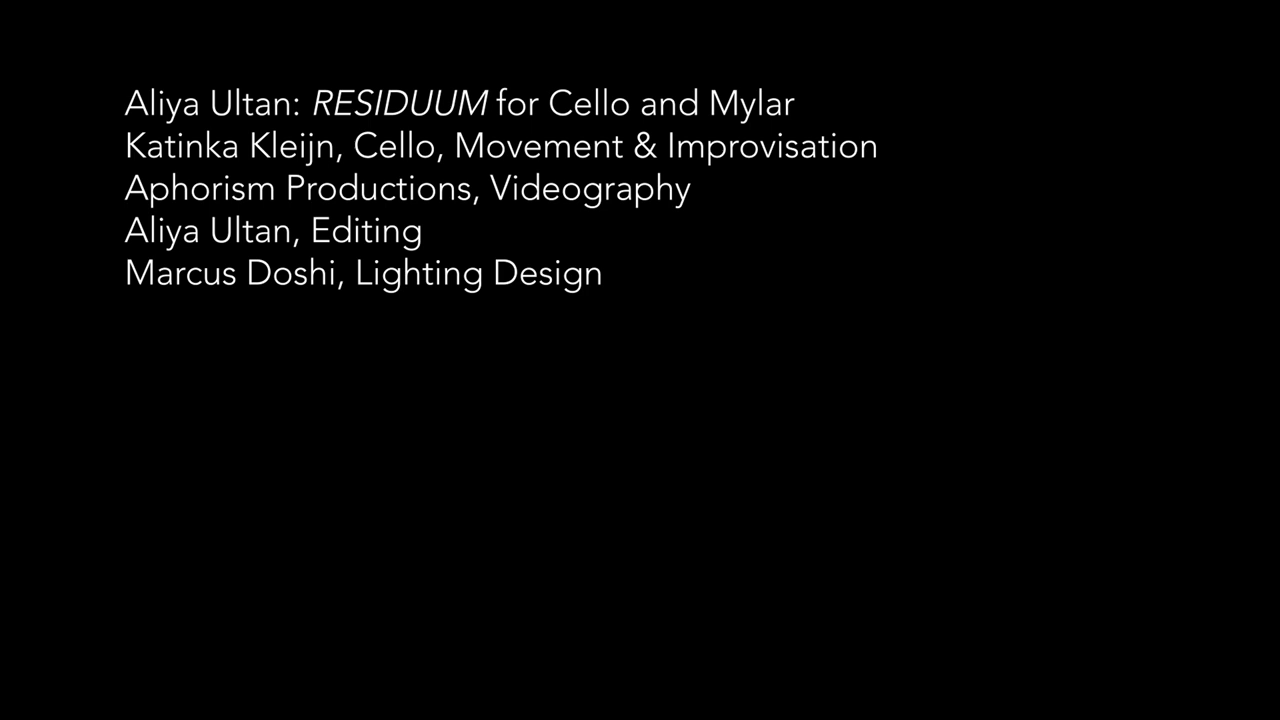 Aliya Ultan: RESIDUUM for Cello and Mylar
Katinka Kleijn, Cello, Movement & Improvisation
Aphorism Productions, Videography
Aliya Ultan, Editing
Marcus Doshi, Lighting Design